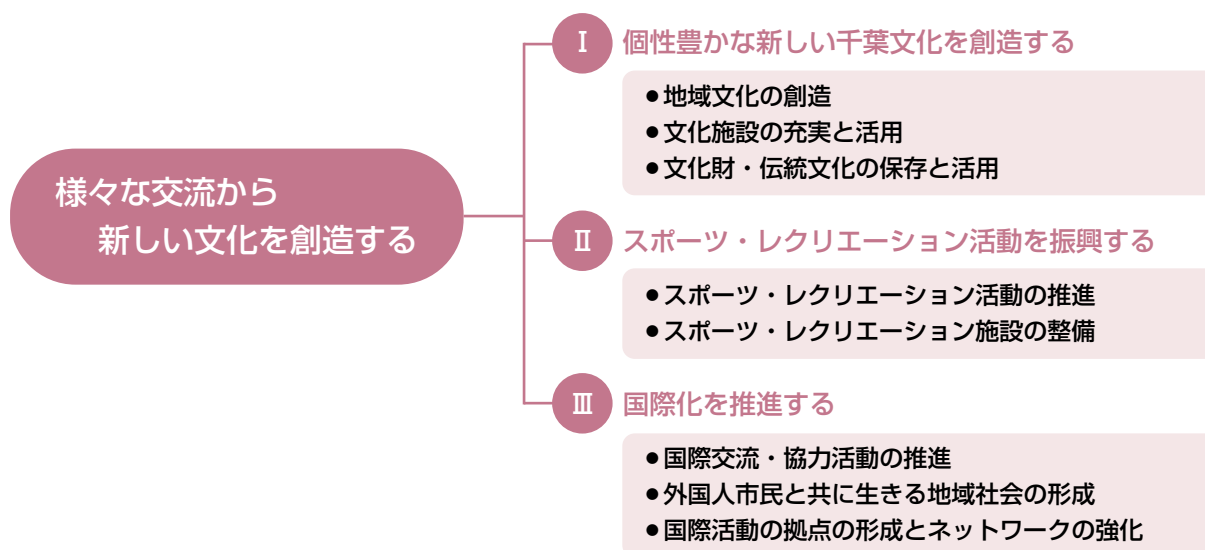 様々な交流から
新しい文化を創造する
Ⅰ 個性豊かな新しい千葉文化を創造する
●地域文化の創造
●文化施設の充実と活用
●文化財・伝統文化の保存と活用
Ⅱ スポーツ・レクリエーション活動を振興する
●スポーツ・レクリエーション活動の推進
●スポーツ・レクリエーション施設の整備
Ⅲ 国際化を推進する
●国際交流・協力活動の推進
●外国人市民と共に生きる地域社会の形成
●国際活動の拠点の形成とネットワークの強化